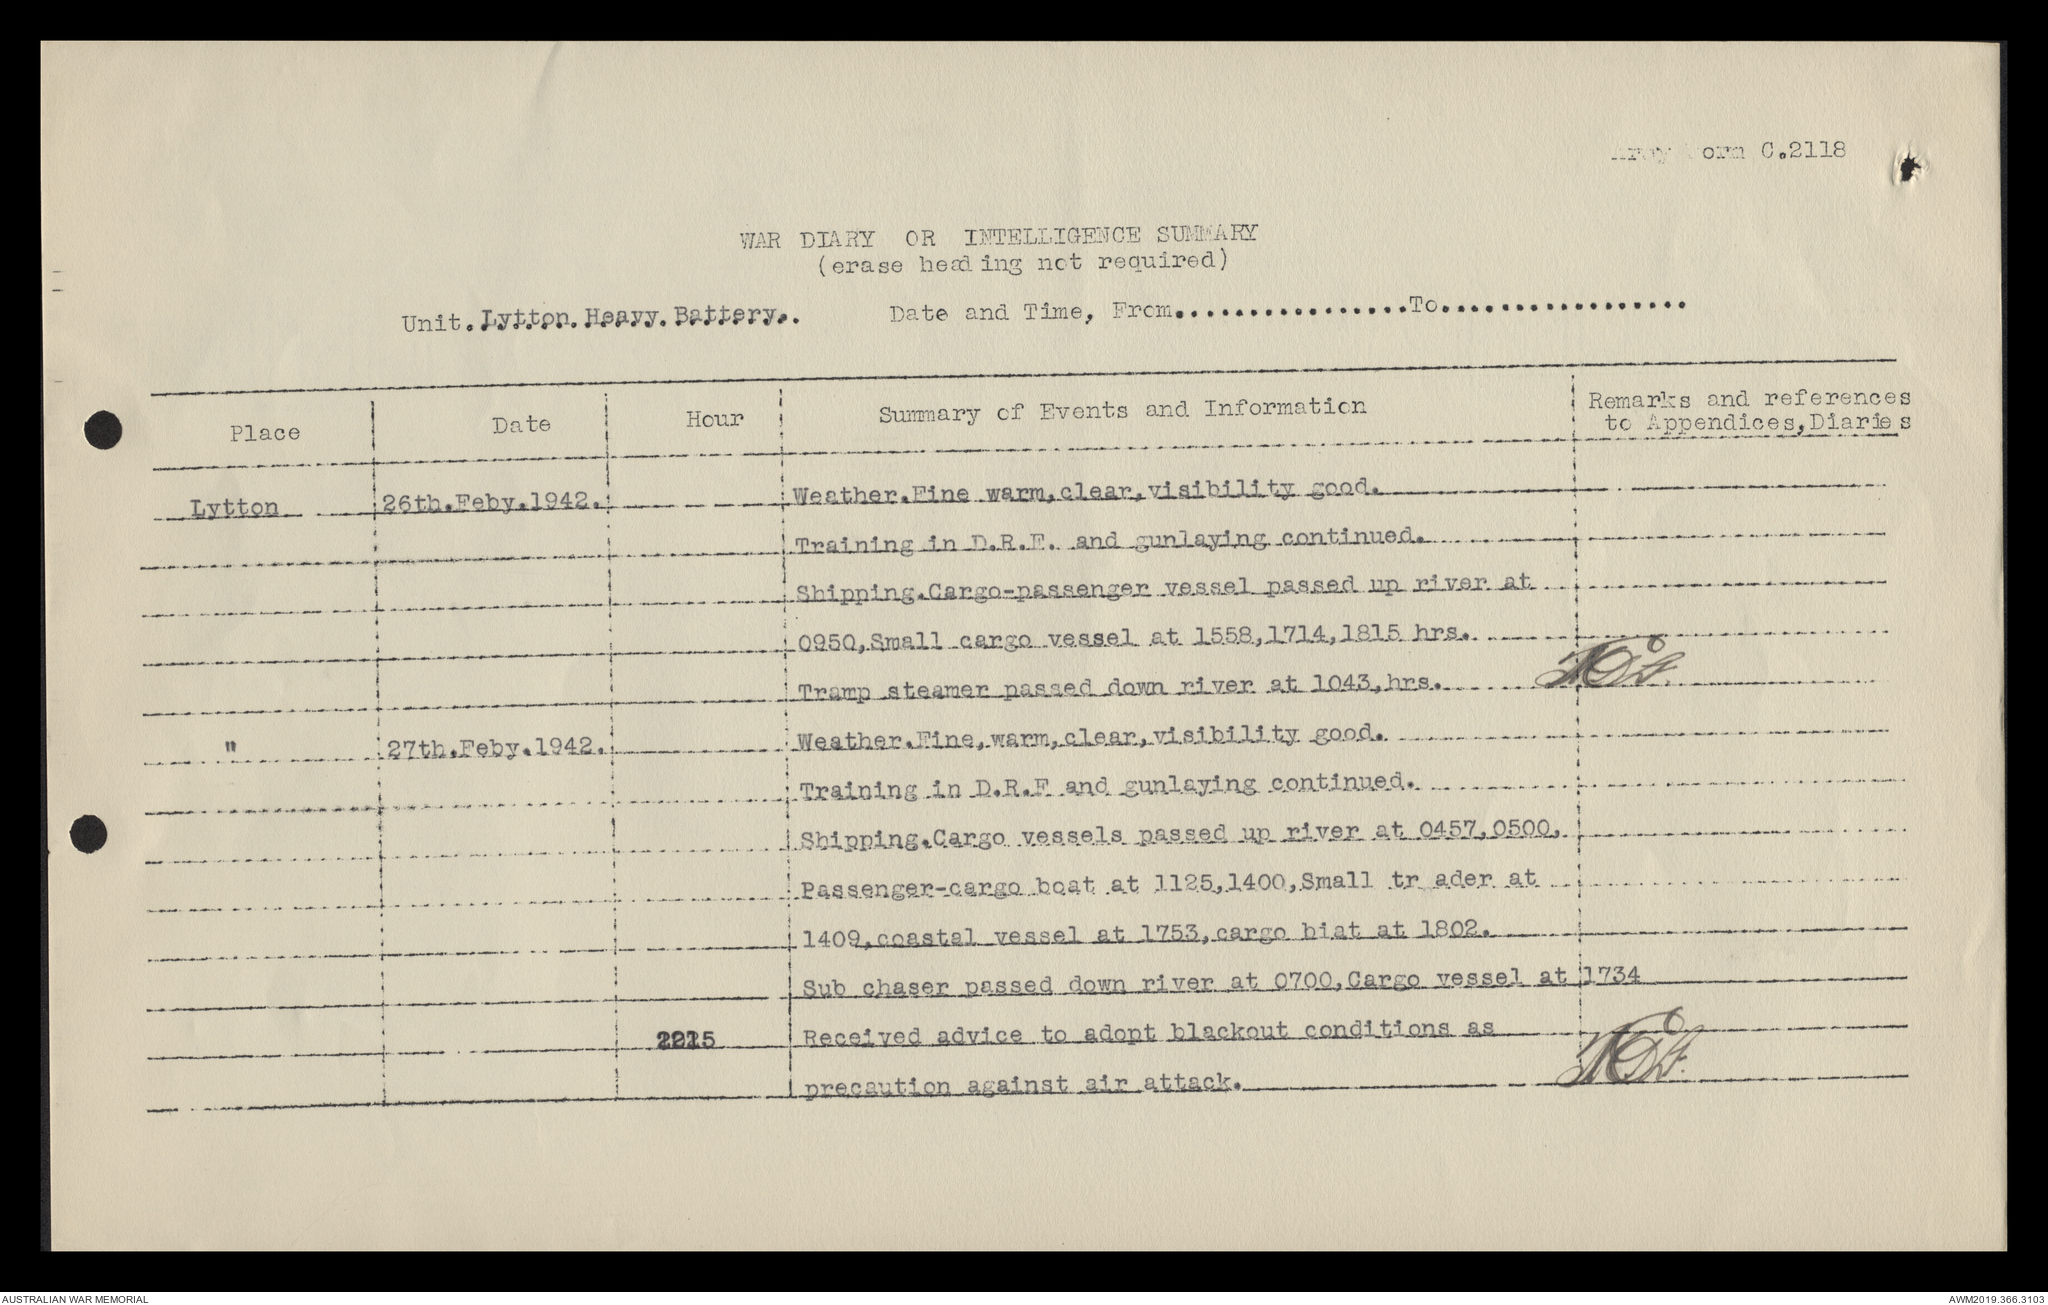 Army Form C.2118
WAR DIARY OR INTELLIGENCE SUMMARY
(erase heading not required)
Unit. Lytton Heavy Battery.. Date and Time, From................To.................
Place Date Hour Summary of Events and Information Remarks and references to Appendices, Diaries
Lytton 26th.Feby.1942. Weather.Fine warm,clear,visibility good.
Training in D.R.F. and gunlaying continued.
Shipping.Cargo-passenger vessel passed up river at
0950,Small cargo vessel at 1558,1714,1815 hrs.
Tramp steamer passed down river at 1043,hrs.
" 27th.Feby.1942. Weather.Fine,warm,clear,visibility good.
Training in D.R.F and gunlaying continued.
Shipping.Cargo vessels passed up river at 0457,0500,
Passenger-cargo boat at 1125,1400,Small tr ader at
1409,coastal vessel at 1753,cargo biat at 1802.
Sub chaser passed down river at 0700,Cargo vessel at 1734
Received advice to adopt blackout conditions as
precaution against air attack.
AUSTRALIAN WAR MEMORIAL
AWM2019.366.3103